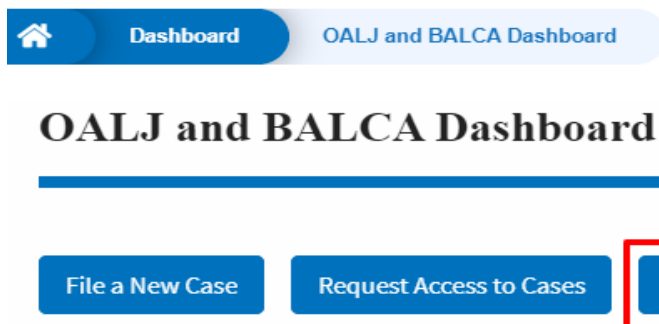 Dashboard OALJ and BALCA Dashboard
OALJ and BALCA Dashboard
File a New Case Request Access to Cases